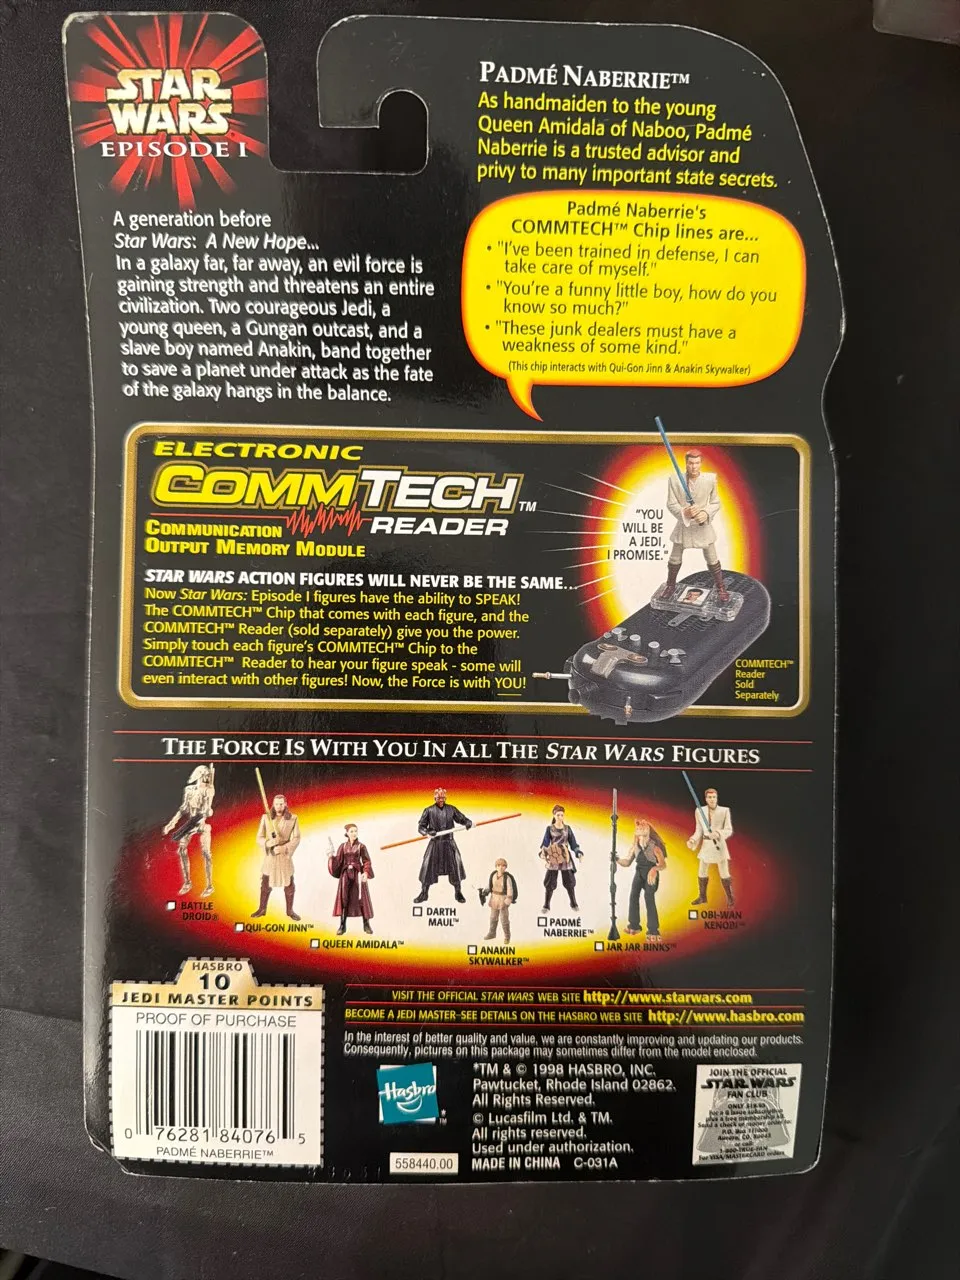 STAR
WARS
EPISODE I
PADMÉ NABERRIE™
As handmaiden to the young
Queen Amidala of Naboo, Padmé
Naberrie is a trusted advisor and
privy to many important state secrets.
A generation before
Star Wars: A New Hope...
In a galaxy far, far away, an evil force is
gaining strength and threatens an entire
civilization. Two courageous Jedi, a
young queen, a Gungan outcast, and a
slave boy named Anakin, band together
to save a planet under attack as the fate
of the galaxy hangs in the balance.
Padmé Naberrie's
COMMTECH™ Chip lines are...
• "I've been trained in defense, I can
take care of myself."
• "You're a funny little boy, how do you
know so much?"
• "These junk dealers must have a
weakness of some kind."
(This chip interacts with Qui-Gon Jinn & Anakin Skywalker)
ELECTRONIC
COMMTECH™
READER
COMMUNICATION
OUTPUT MEMORY MODULE
STAR WARS ACTION FIGURES WILL NEVER BE THE SAME...
Now Star Wars: Episode I figures have the ability to SPEAK!
The COMMTECH™ Chip that comes with each figure, and the
COMMTECH™ Reader (sold separately) give you the power.
Simply touch each figure's COMMTECH™ Chip to the
COMMTECH™ Reader to hear your figure speak - some will
even interact with other figures! Now, the Force is with YOU!
"YOU
WILL BE
A JEDI,
I PROMISE."
COMMTECH™
Reader
Sold
Separately
THE FORCE IS WITH YOU IN ALL THE STAR WARS FIGURES
BATTLE
DROID®
QUI-GON JINN™
QUEEN AMIDALA™
DARTH
MAUL™
ANAKIN
SKYWALKER™
PADMÉ
NABERRIE™
JAR JAR BINKS™
OBI-WAN
KENOBI™
HASBRO
10
JEDI MASTER POINTS
PROOF OF PURCHASE
0 76281 84076 5
PADMÉ NABERRIE™
VISIT THE OFFICIAL STAR WARS WEB SITE http://www.starwars.com
BECOME A JEDI MASTER-SEE DETAILS ON THE HASBRO WEB SITE http://www.hasbro.com
In the interest of better quality and value, we are constantly improving and updating our products.
Consequently, pictures on this package may sometimes differ from the model enclosed.
Hasbro
*™
*TM & © 1998 HASBRO, INC.
Pawtucket, Rhode Island 02862.
All Rights Reserved.
© Lucasfilm Ltd. & TM.
All rights reserved.
Used under authorization.
MADE IN CHINA C-031A
558440.00
JOIN THE OFFICIAL
STAR WARS
FAN CLUB